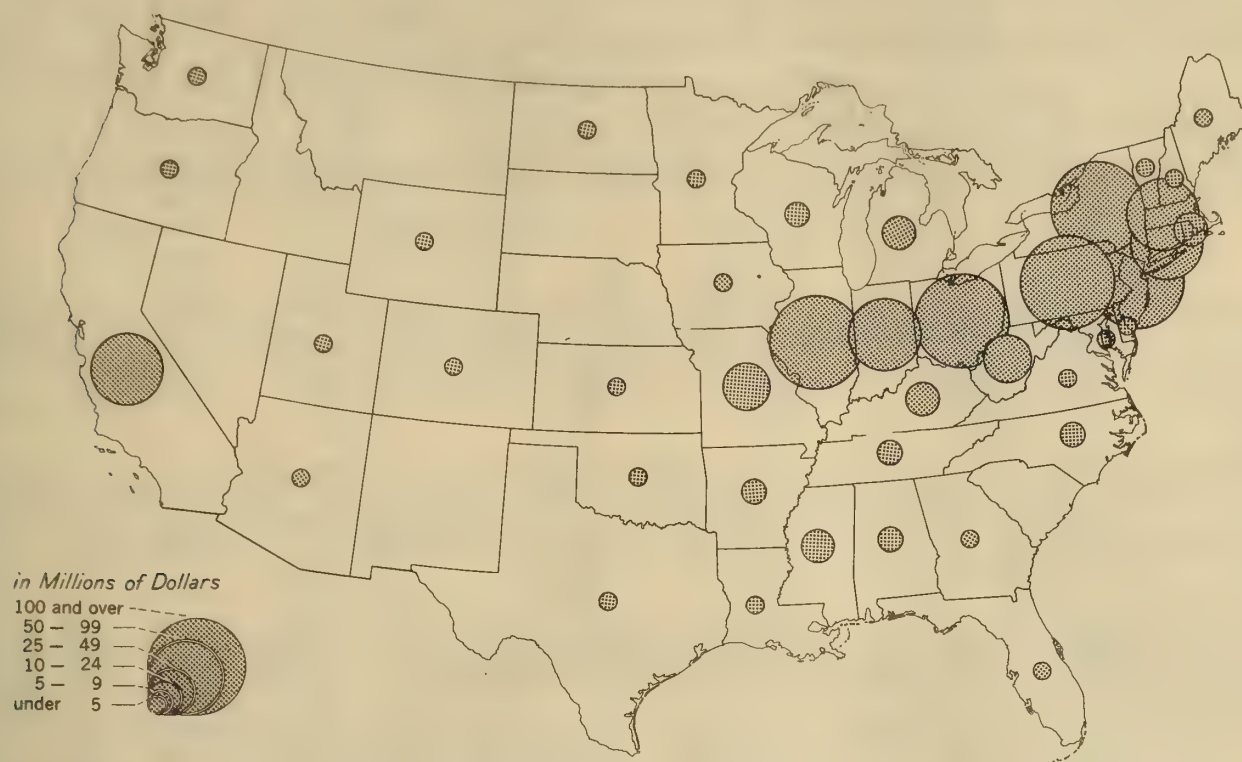 in Millions of Dollars
100 and over
50 – 99
25 – 49
10 – 24
5 – 9
under 5